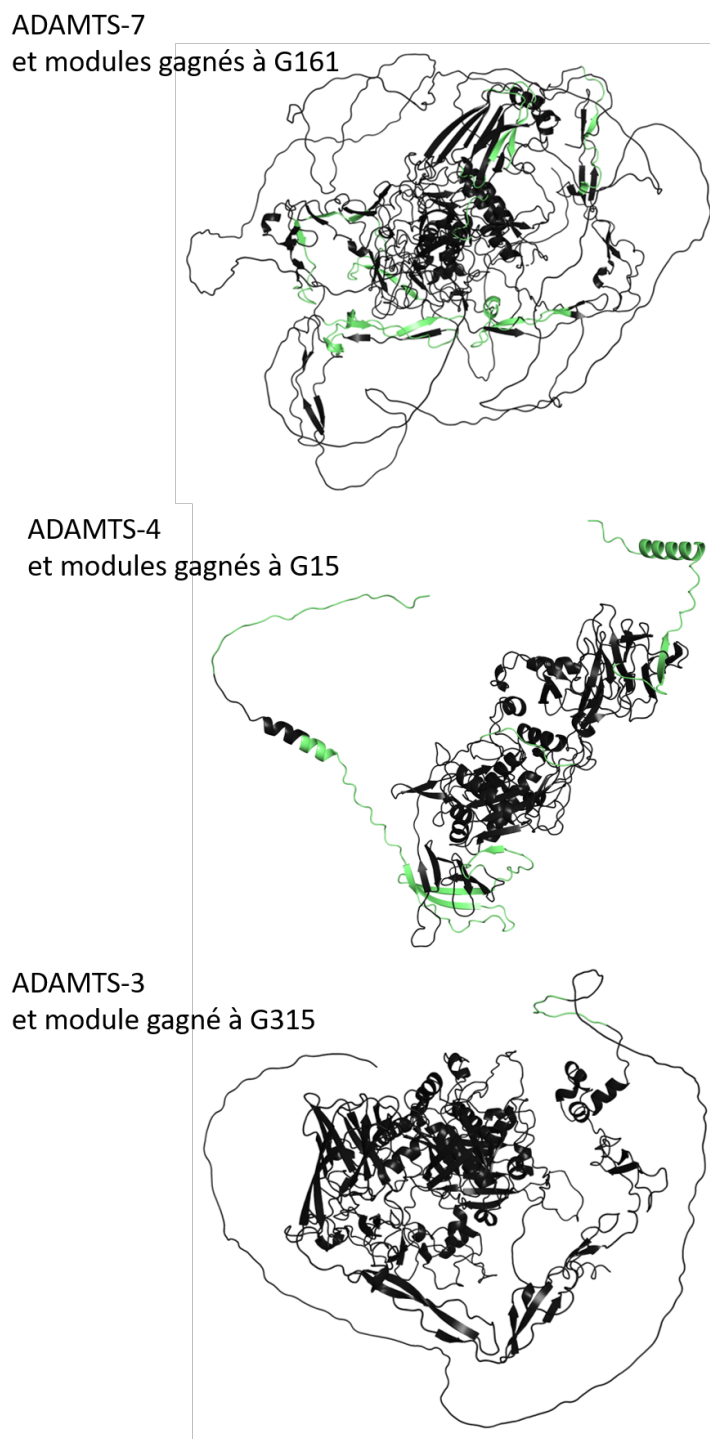 ADAMTS-7
et modules gagnés à G161
ADAMTS-4
et modules gagnés à G15
ADAMTS-3
et module gagné à G315